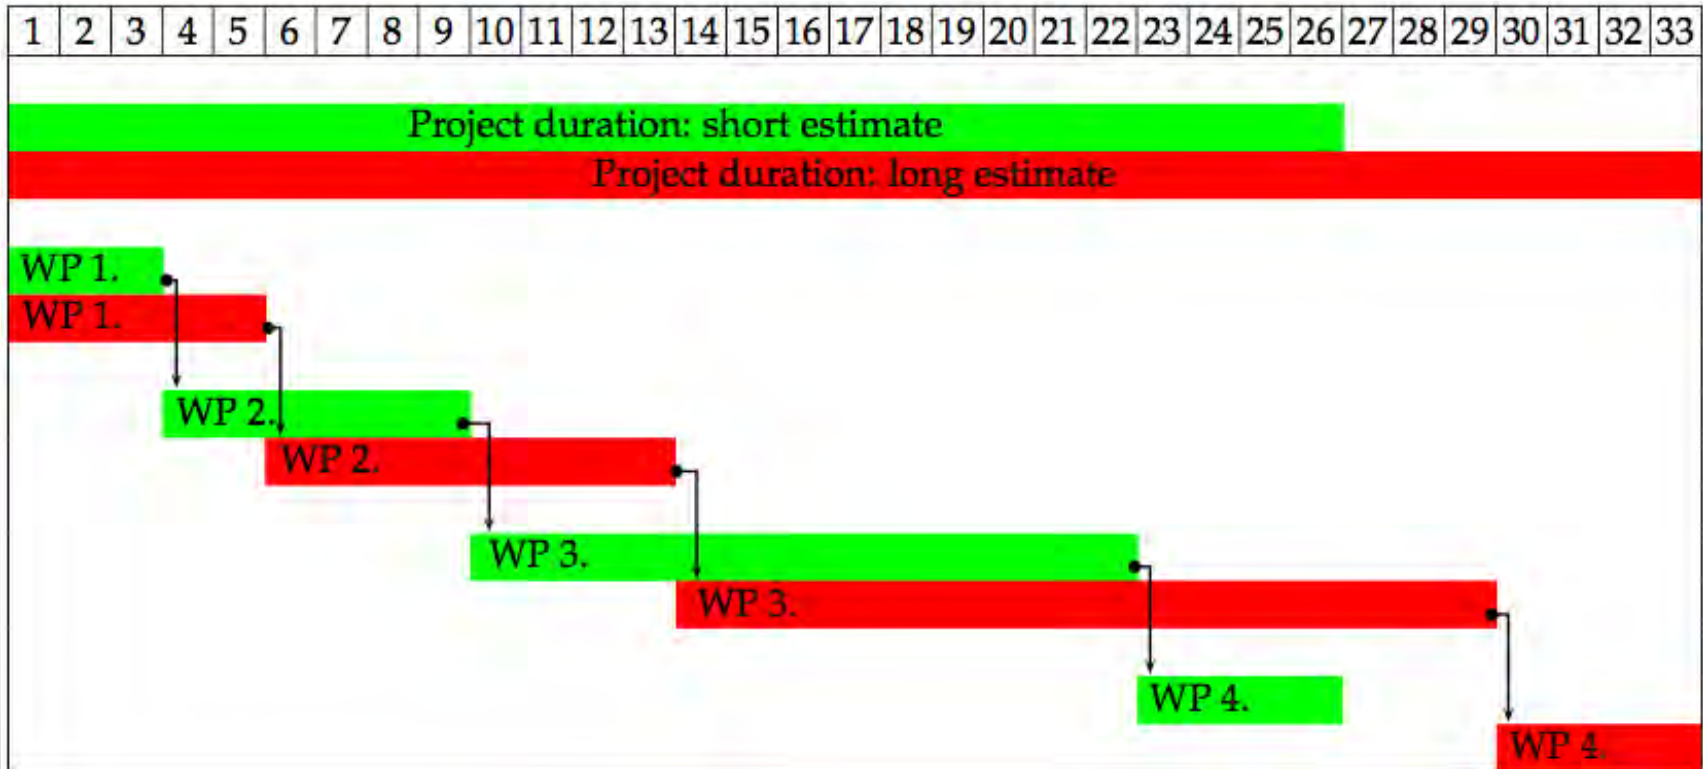 1 2 3 4 5 6 7 8 9 10 11 12 13 14 15 16 17 18 19 20 21 22 23 24 25 26 27 28 29 30 31 32 33
Project duration: short estimate
Project duration: long estimate
WP 1.
WP 1.
WP 2.
WP 2.
WP 3.
WP 3.
WP 4.
WP 4.